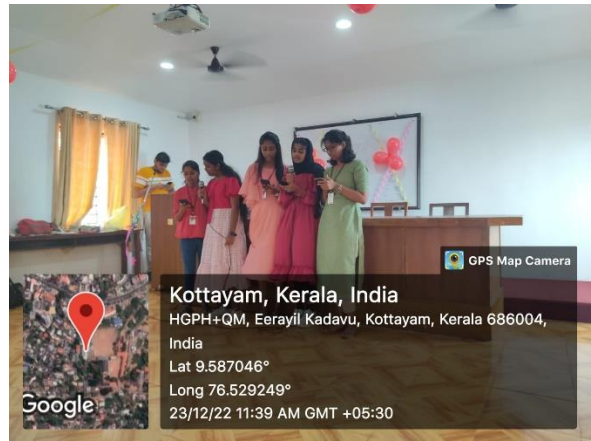 GPS Map Camera
Kottayam, Kerala, India
HGPH+QM, Eerayil Kadavu, Kottayam, Kerala 686004,
India
Lat 9.587046°
Long 76.529249°
23/12/22 11:39 AM GMT +05:30
Google